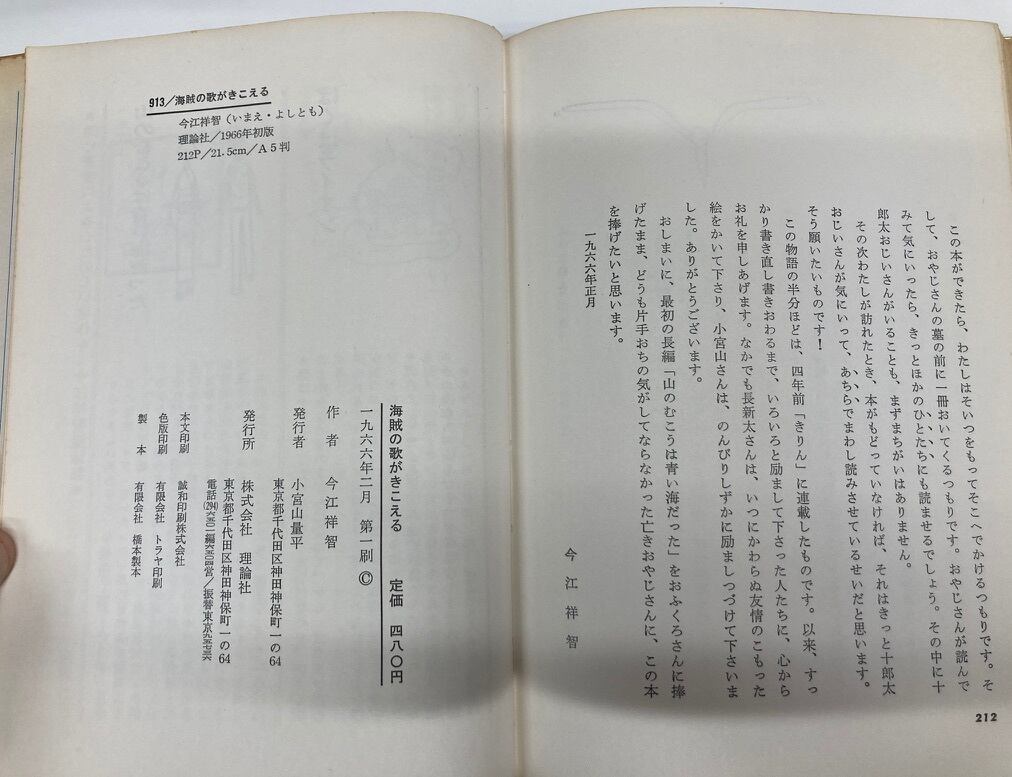 この本ができたら、わたしはそいつをもってそこへでかけるつもりです。そ
して、おやじさんの墓の前に一冊おいてくるつもりです。おやじさんが読んで
みて気にいったら、きっとほかのひとたちにも読ませるでしょう。その中に十
郎太おじいさんがいることも、まずまちがいはありません。
その次わたしが訪れたとき、本がもどっていなければ、それはきっと十郎太
おじいさんが気にいって、あちらでまわし読みさせているせいだと思います。
そう願いたいものです！
この物語の半分ほどは、四年前「きりん」に連載したものです。以来、すっ
かり書き直し書きおわるまで、いろいろと励まして下さった人たちに、心から
お礼を申しあげます。なかでも長新太さんは、いつにかわらぬ友情のこもった
絵をかいて下さり、小宮山さんは、のんびりしずかに励ましつづけて下さいま
した。ありがとうございます。
おしまいに、最初の長編「山のむこうは青い海だった」をおふくろさんに捧
げたまま、どうも片手おちの気がしてならなかった亡きおやじさんに、この本
を捧げたいと思います。
一九六六年正月
今江祥智
212
913/海賊の歌がきこえる
今江祥智（いまえ・よしとも）
理論社/1966年初版
212P/21.5cm/A5判
海賊の歌がきこえる 定価 四八〇円
一九六六年二月 第一刷 ©
作者 今江祥智
発行者 小宮山量平
東京都千代田区神田神保町一の64
発行所 株式会社 理論社
東京都千代田区神田神保町一の64
本文印刷 誠和印刷株式会社
色版印刷 有限会社 トラヤ印刷
製本 有限会社 橋本製本